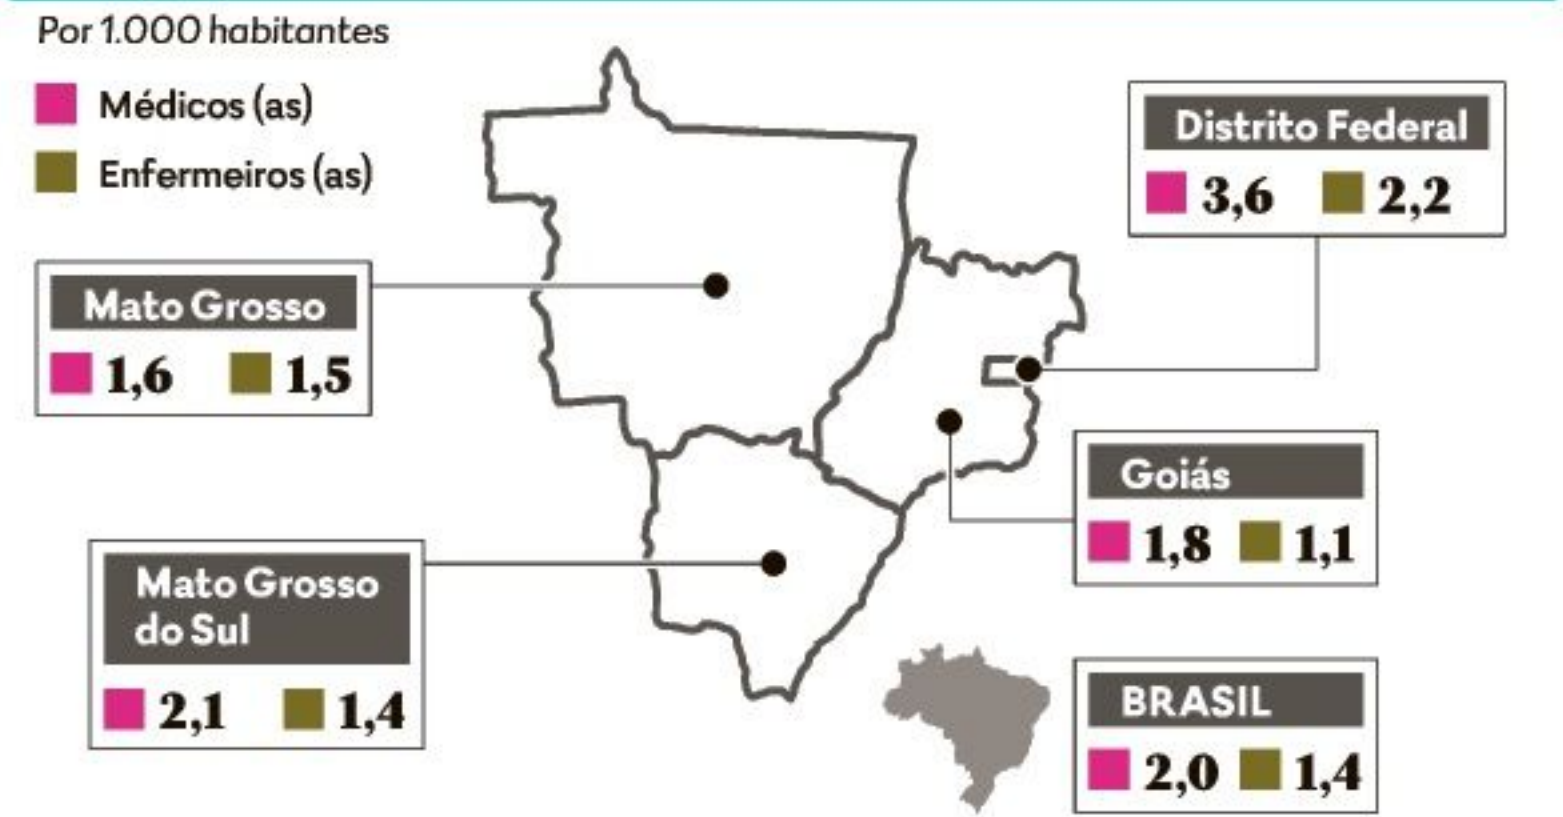 Por 1.000 habitantes
Médicos (as)
Enfermeiros (as)
Distrito Federal
3,6 2,2
Mato Grosso
1,6 1,5
Goiás
1,8 1,1
Mato Grosso
do Sul
2,1 1,4
BRASIL
2,0 1,4